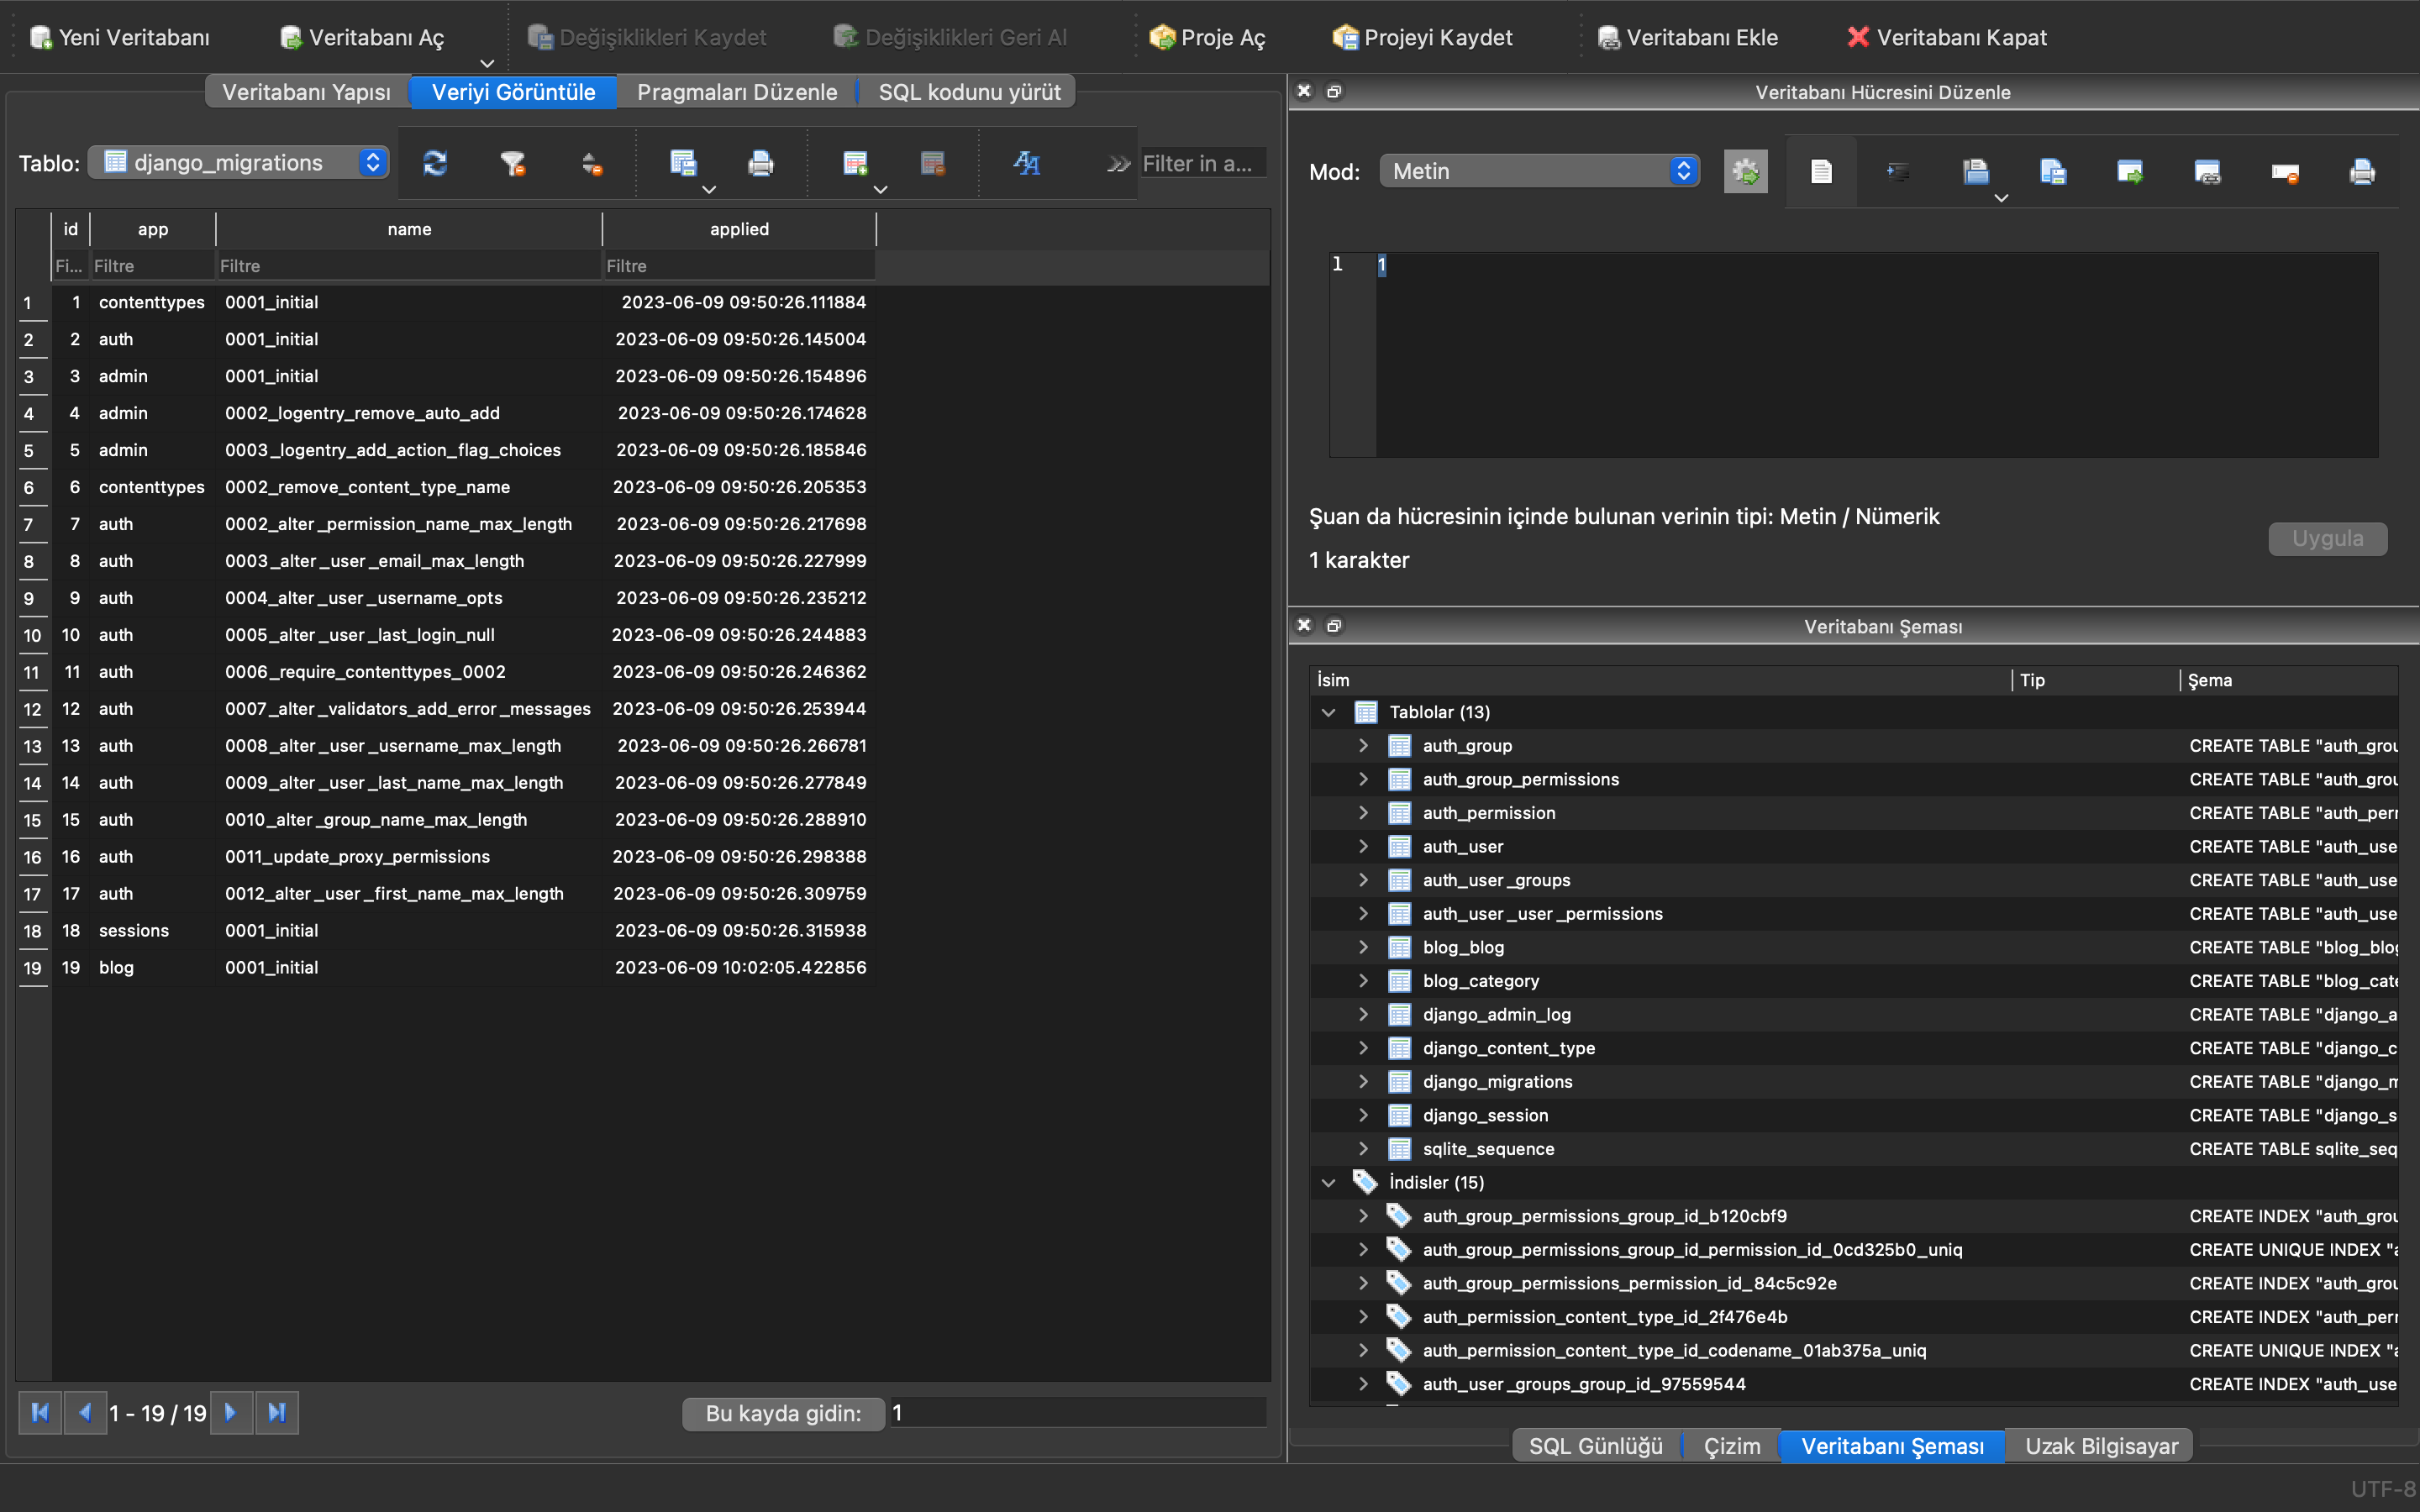 Yeni Veritabanı Veritabanı Aç Değişiklikleri Kaydet Değişiklikleri Geri Al Proje Aç Projeyi Kaydet Veritabanı Ekle Veritabanı Kapat
Veritabanı Yapısı Veriyi Görüntüle Pragmaları Düzenle SQL kodunu yürüt
Tablo: django_migrations Filter in a...
id app name applied
Fi... Filtre Filtre Filtre
1 1 contenttypes 0001_initial 2023-06-09 09:50:26.111884
2 2 auth 0001_initial 2023-06-09 09:50:26.145004
3 3 admin 0001_initial 2023-06-09 09:50:26.154896
4 4 admin 0002_logentry_remove_auto_add 2023-06-09 09:50:26.174628
5 5 admin 0003_logentry_add_action_flag_choices 2023-06-09 09:50:26.185846
6 6 contenttypes 0002_remove_content_type_name 2023-06-09 09:50:26.205353
7 7 auth 0002_alter_permission_name_max_length 2023-06-09 09:50:26.217698
8 8 auth 0003_alter_user_email_max_length 2023-06-09 09:50:26.227999
9 9 auth 0004_alter_user_username_opts 2023-06-09 09:50:26.235212
10 10 auth 0005_alter_user_last_login_null 2023-06-09 09:50:26.244883
11 11 auth 0006_require_contenttypes_0002 2023-06-09 09:50:26.246362
12 12 auth 0007_alter_validators_add_error_messages 2023-06-09 09:50:26.253944
13 13 auth 0008_alter_user_username_max_length 2023-06-09 09:50:26.266781
14 14 auth 0009_alter_user_last_name_max_length 2023-06-09 09:50:26.277849
15 15 auth 0010_alter_group_name_max_length 2023-06-09 09:50:26.288910
16 16 auth 0011_update_proxy_permissions 2023-06-09 09:50:26.298388
17 17 auth 0012_alter_user_first_name_max_length 2023-06-09 09:50:26.309759
18 18 sessions 0001_initial 2023-06-09 09:50:26.315938
19 19 blog 0001_initial 2023-06-09 10:02:05.422856
1 - 19 / 19 Bu kayda gidin: 1
Veritabanı Hücresini Düzenle
Mod: Metin
1 1
Şuan da hücresinin içinde bulunan verinin tipi: Metin / Nümerik
1 karakter
Uygula
Veritabanı Şeması
İsim Tip Şema
Tablolar (13)
auth_group CREATE TABLE "auth_grou
auth_group_permissions CREATE TABLE "auth_grou
auth_permission CREATE TABLE "auth_perr
auth_user CREATE TABLE "auth_use
auth_user_groups CREATE TABLE "auth_use
auth_user_user_permissions CREATE TABLE "auth_use
blog_blog CREATE TABLE "blog_blog
blog_category CREATE TABLE "blog_cate
django_admin_log CREATE TABLE "django_a
django_content_type CREATE TABLE "django_c
django_migrations CREATE TABLE "django_m
django_session CREATE TABLE "django_s
sqlite_sequence CREATE TABLE sqlite_seq
İndisler (15)
auth_group_permissions_group_id_b120cbf9 CREATE INDEX "auth_grou
auth_group_permissions_group_id_permission_id_0cd325b0_uniq CREATE UNIQUE INDEX "a
auth_group_permissions_permission_id_84c5c92e CREATE INDEX "auth_grou
auth_permission_content_type_id_2f476e4b CREATE INDEX "auth_perr
auth_permission_content_type_id_codename_01ab375a_uniq CREATE UNIQUE INDEX "a
auth_user_groups_group_id_97559544 CREATE INDEX "auth_use
SQL Günlüğü Çizim Veritabanı Şeması Uzak Bilgisayar
UTF-8